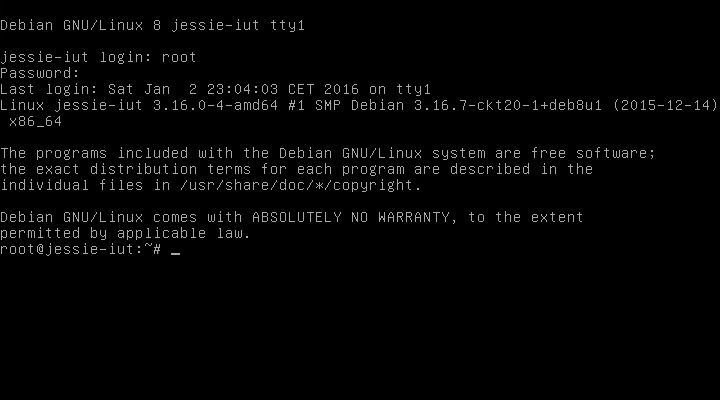 Debian GNU/Linux 8 jessie-iut tty1
jessie-iut login: root
Password:
Last login: Sat Jan  2 23:04:03 CET 2016 on tty1
Linux jessie-iut 3.16.0-4-amd64 #1 SMP Debian 3.16.7-ckt20-1+deb8u1 (2015-12-14)
 x86_64
The programs included with the Debian GNU/Linux system are free software;
the exact distribution terms for each program are described in the
individual files in /usr/share/doc/*/copyright.
Debian GNU/Linux comes with ABSOLUTELY NO WARRANTY, to the extent
permitted by applicable law.
root@jessie-iut:~# _